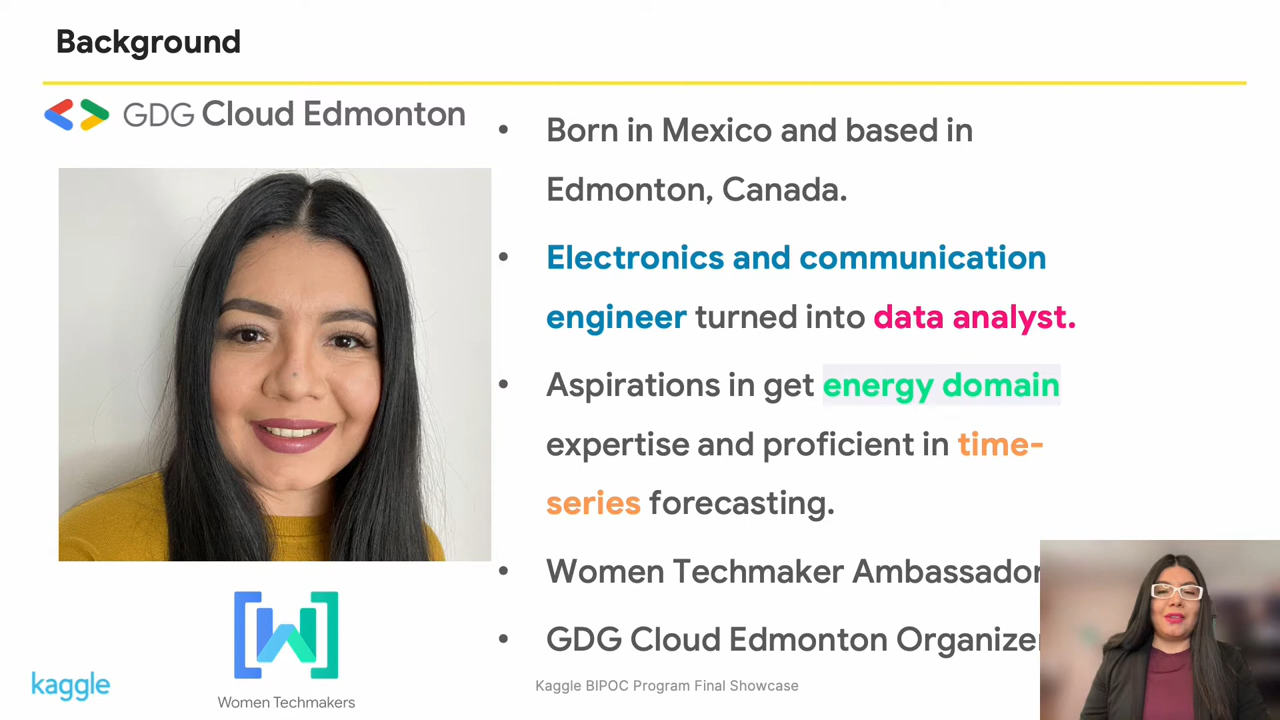 Background
GDG Cloud Edmonton
• Born in Mexico and based in
Edmonton, Canada.
• Electronics and communication
engineer turned into data analyst.
• Aspirations in get energy domain
expertise and proficient in time-
series forecasting.
• Women Techmaker Ambassador
• GDG Cloud Edmonton Organizer
kaggle
Women Techmakers
Kaggle BIPOC Program Final Showcase